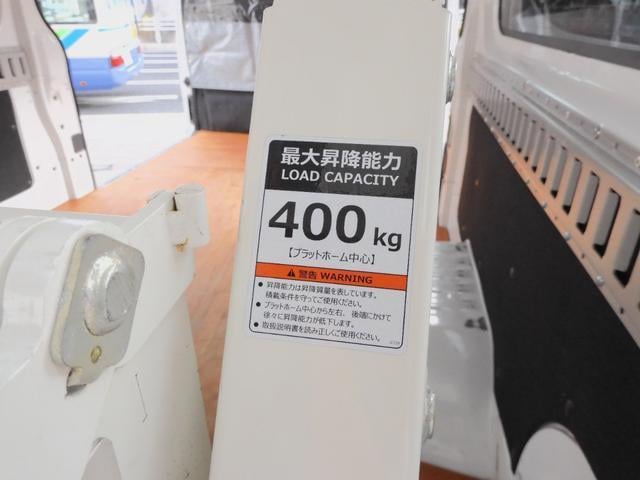 最大昇降能力
LOAD CAPACITY
400kg
【プラットホーム中心】
警告 WARNING
● 昇降能力は昇降質量を表しています。
積載条件を守ってご使用ください。
● プラットホーム中心から左右、後端にかけて
徐々に昇降能力が低下します。
● 取扱説明書を読み正しくご使用ください。